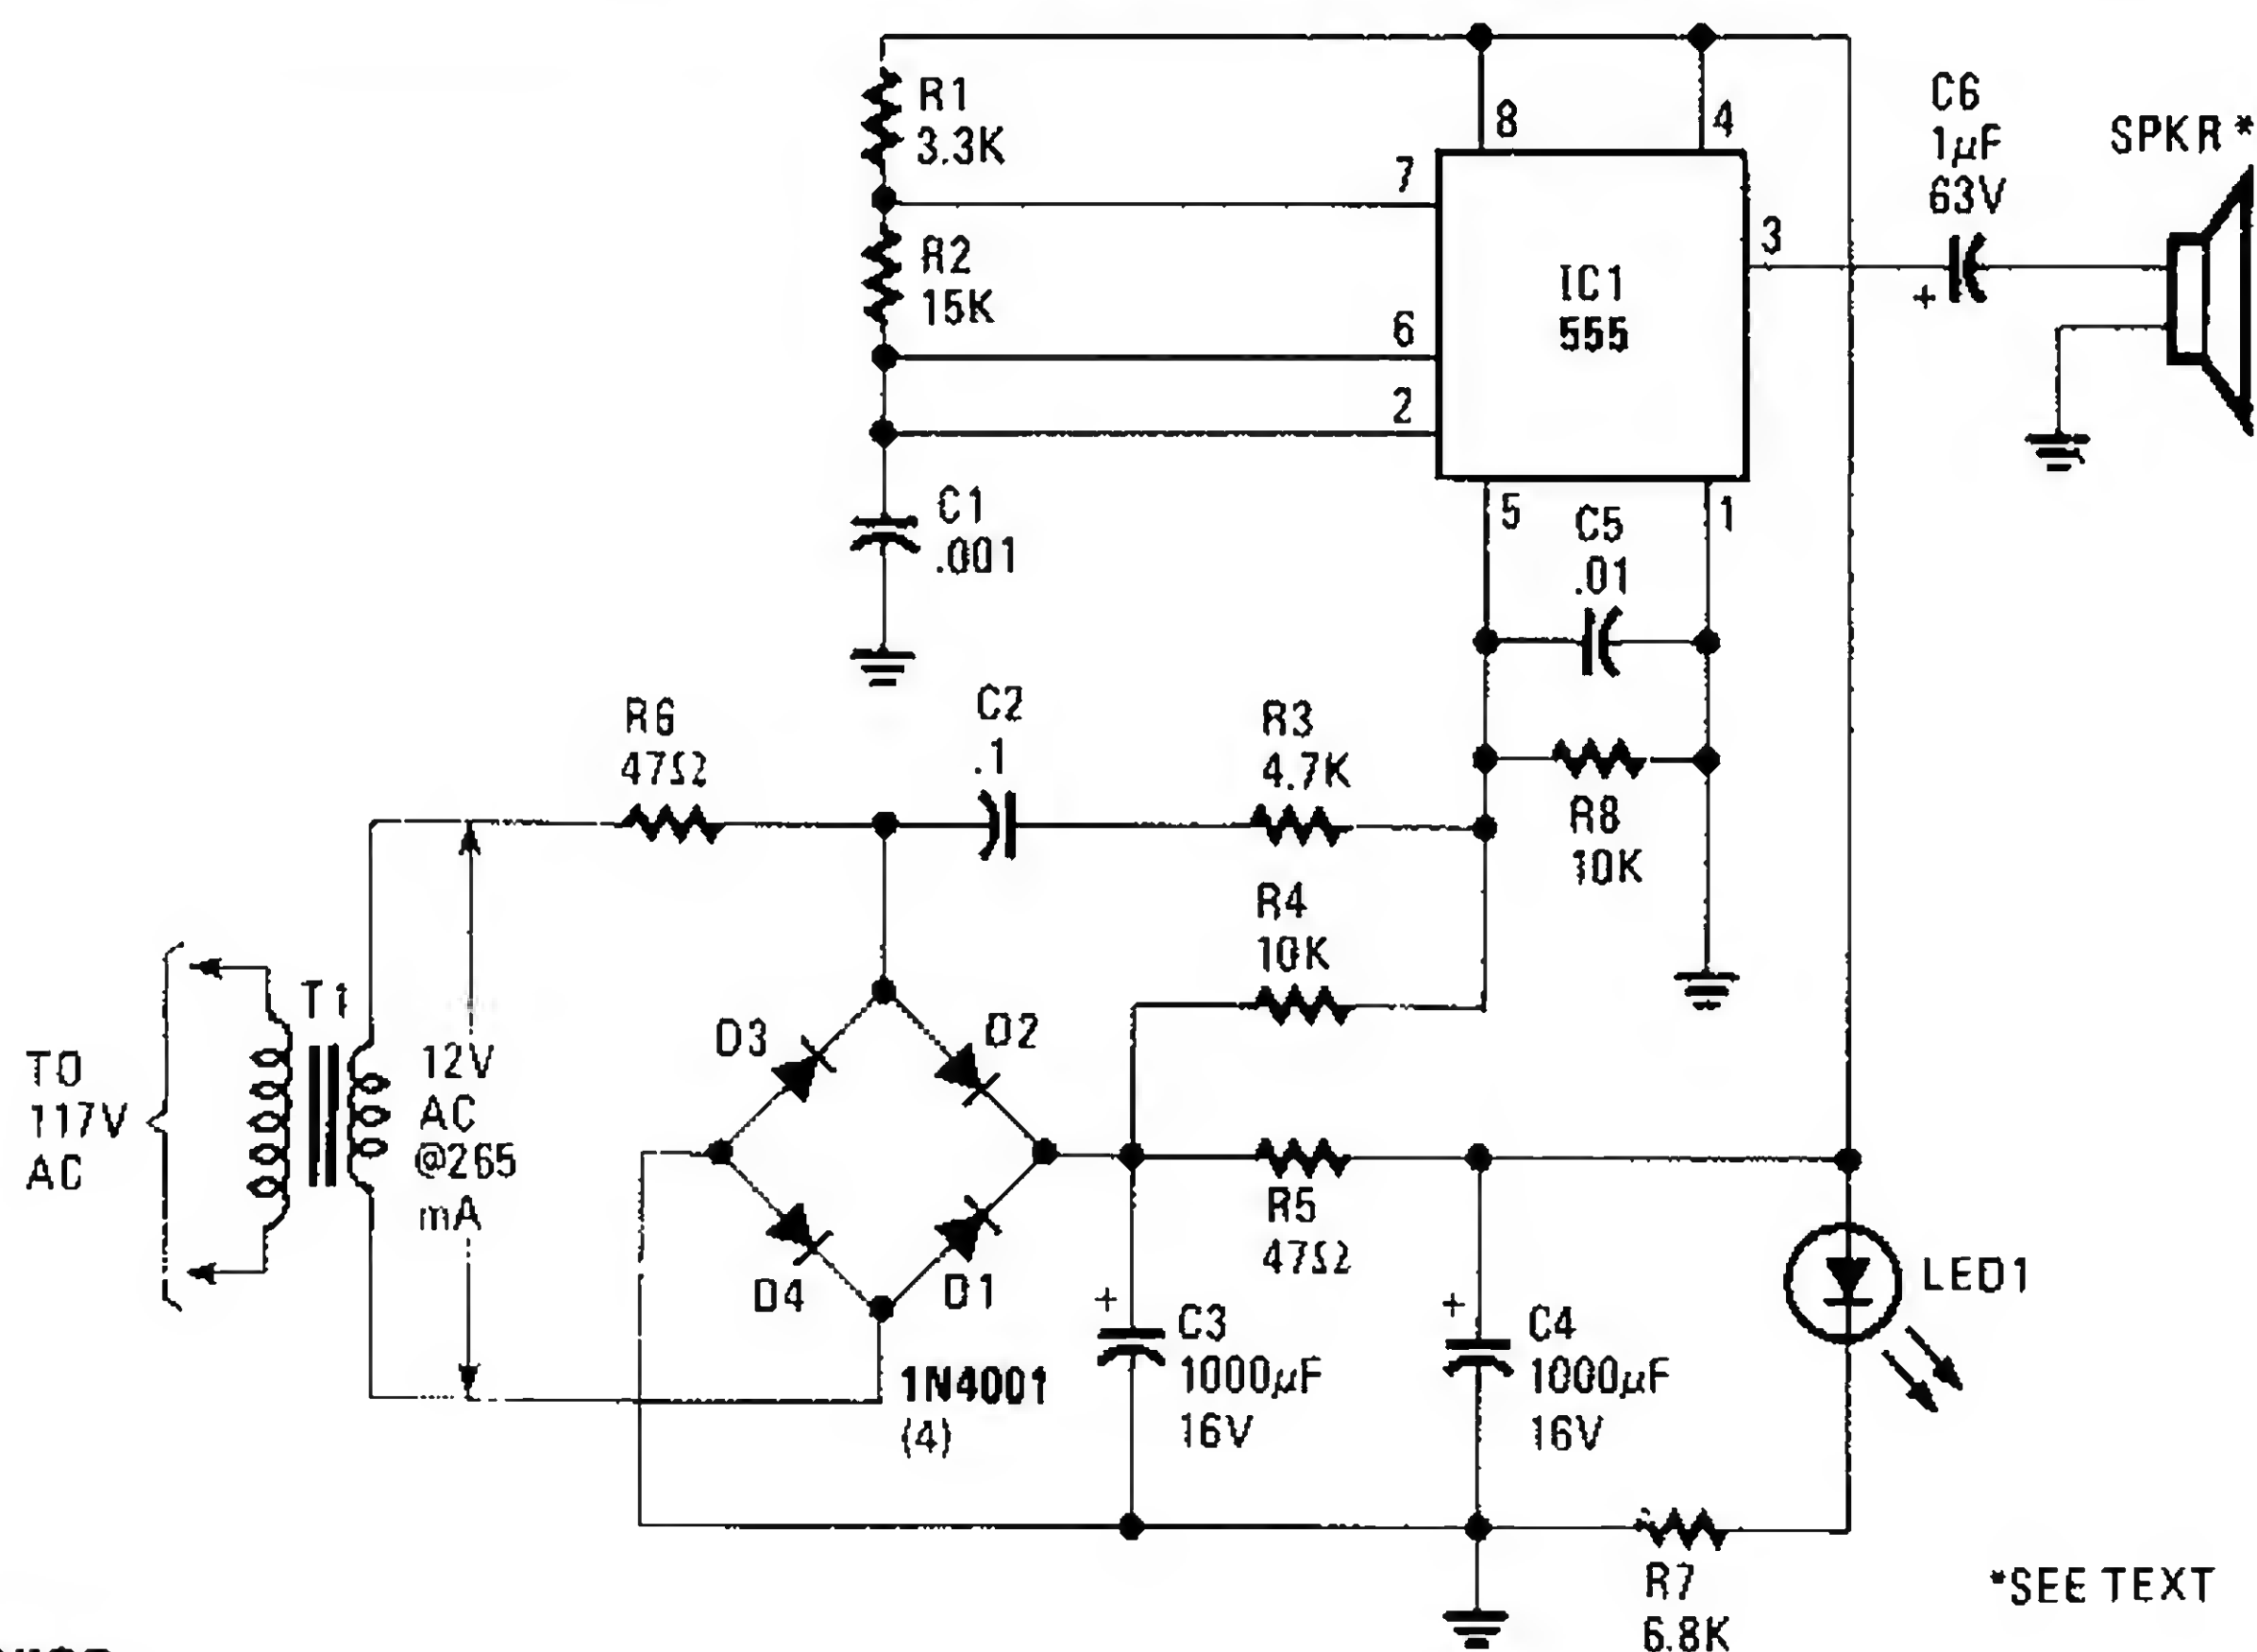 R1
3.3K
8
4
C6
1µF
63V
SPKR*
7
R2
15K
3
IC1
555
6
+
2
C1
.001
5
1
C5
.01
R6
47Ω
C2
.1
R3
4.7K
R8
10K
R4
10K
T1
TO
117V
AC
12V
AC
@265
mA
D3
D2
D4
D1
1N4001
(4)
R5
47Ω
+
C3
1000µF
16V
+
C4
1000µF
16V
LED1
R7
6.8K
*SEE TEXT